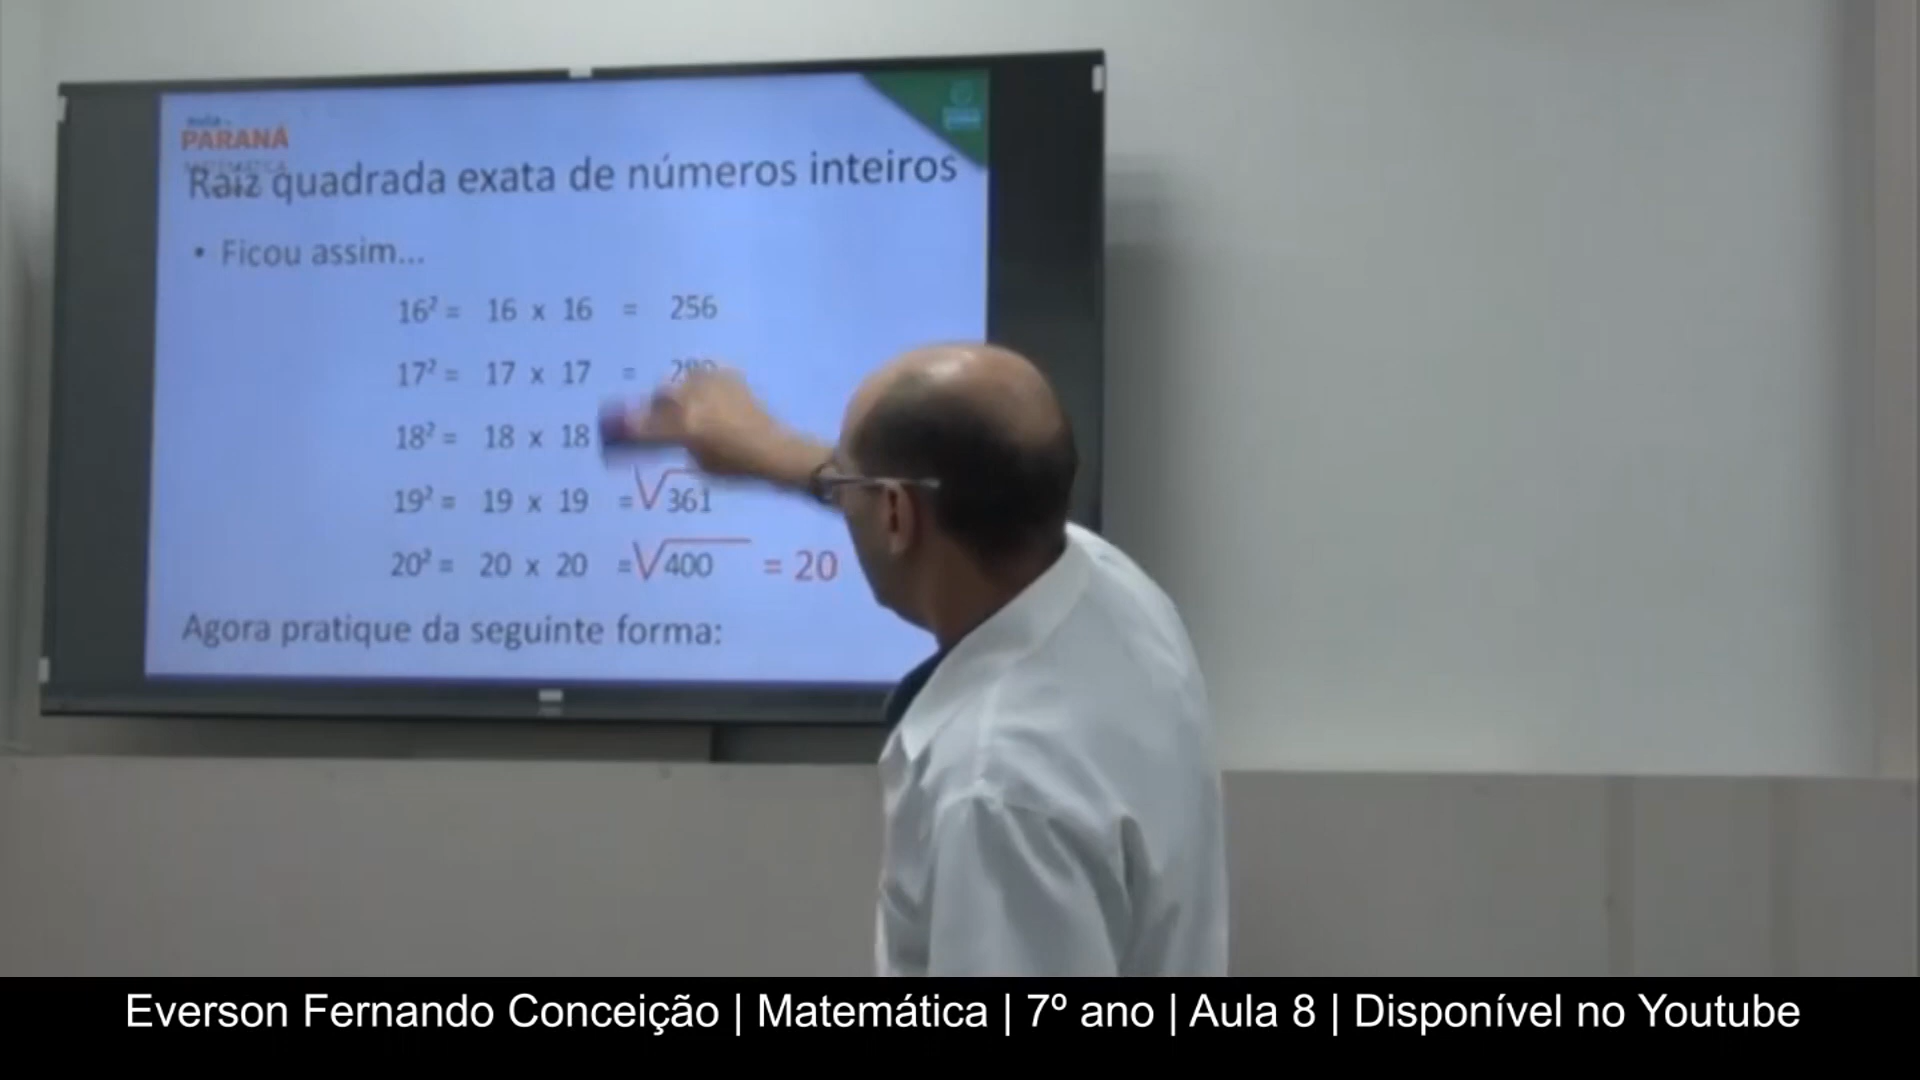 aula
PARANÁ
MATEMÁTICA
Raiz quadrada exata de números inteiros
• Ficou assim...
16² = 16 x 16 = 256
17² = 17 x 17 =
18² = 18 x 18
19² = 19 x 19 = √361
20² = 20 x 20 = √400 = 20
Agora pratique da seguinte forma:
Everson Fernando Conceição | Matemática | 7º ano | Aula 8 | Disponível no Youtube